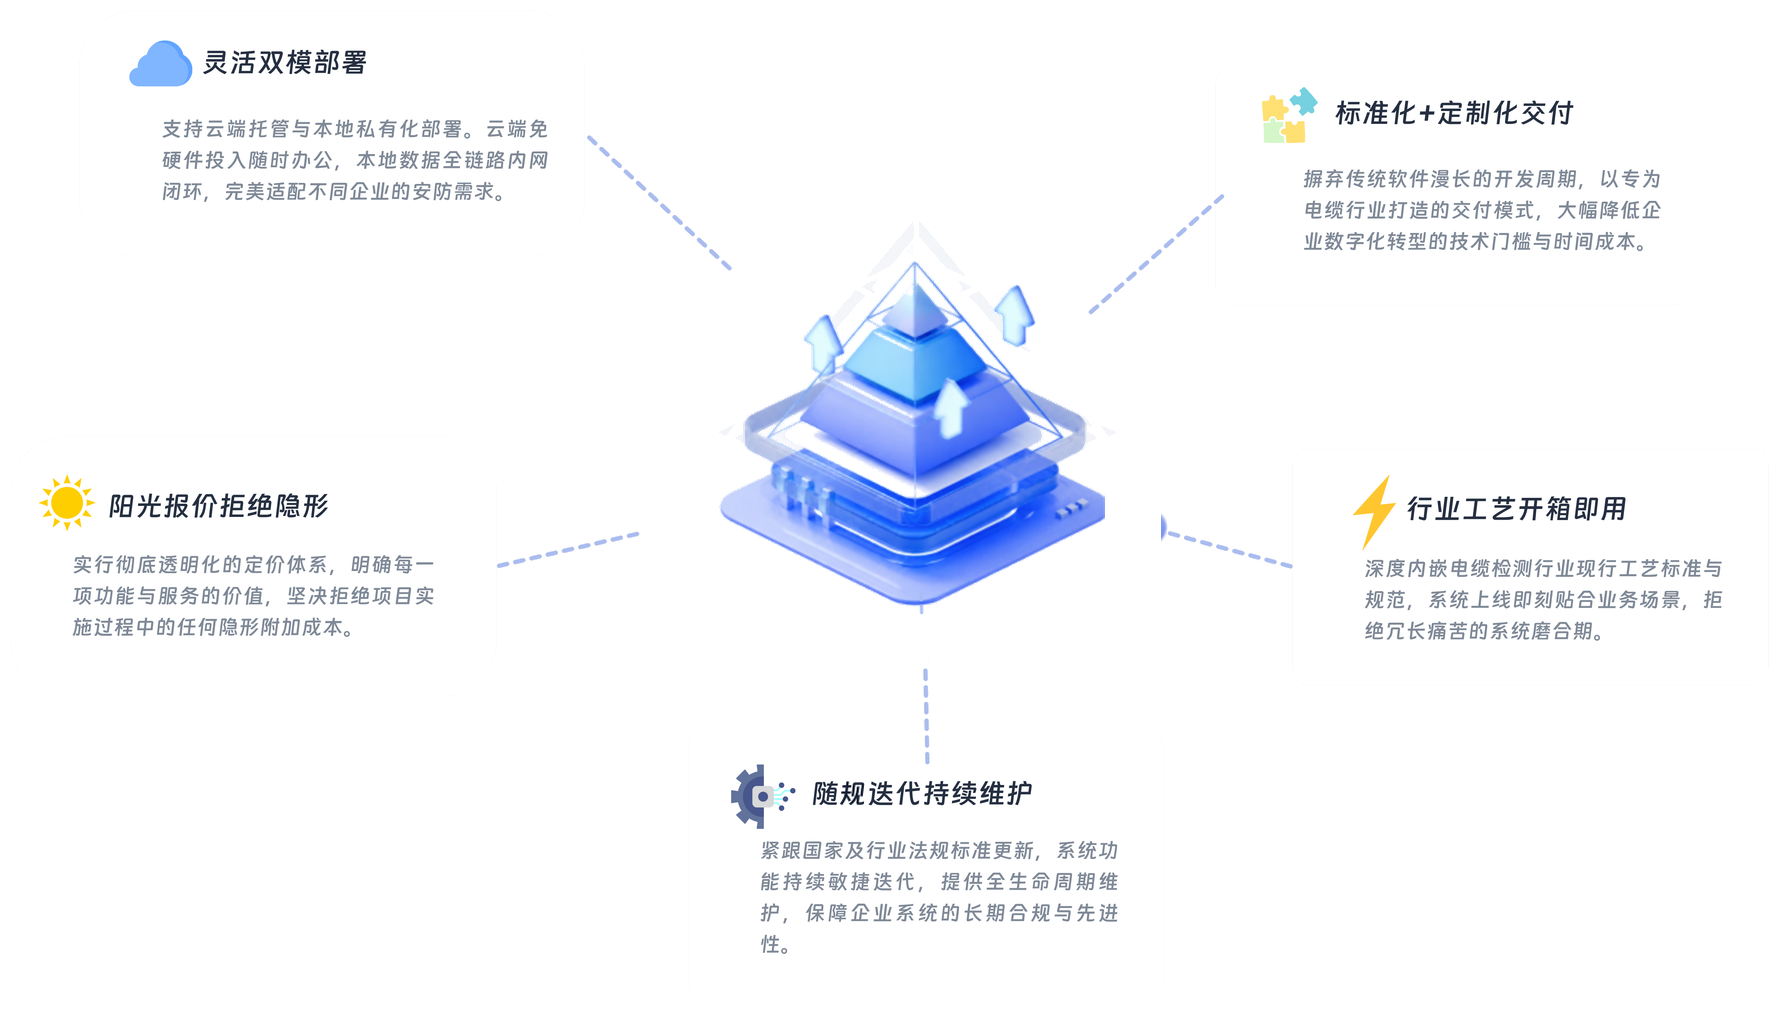 灵活双模部署
支持云端托管与本地私有化部署。云端免
硬件投入随时办公，本地数据全链路内网
闭环，完美适配不同企业的安防需求。
标准化+定制化交付
摒弃传统软件漫长的开发周期，以专为
电缆行业打造的交付模式，大幅降低企
业数字化转型的技术门槛与时间成本。
阳光报价拒绝隐形
实行彻底透明化的定价体系，明确每一
项功能与服务的价值，坚决拒绝项目实
施过程中的任何隐形附加成本。
行业工艺开箱即用
深度内嵌电缆检测行业现行工艺标准与
规范，系统上线即刻贴合业务场景，拒
绝冗长痛苦的系统磨合期。
随规迭代持续维护
紧跟国家及行业法规标准更新，系统功
能持续敏捷迭代，提供全生命周期维
护，保障企业系统的长期合规与先进
性。